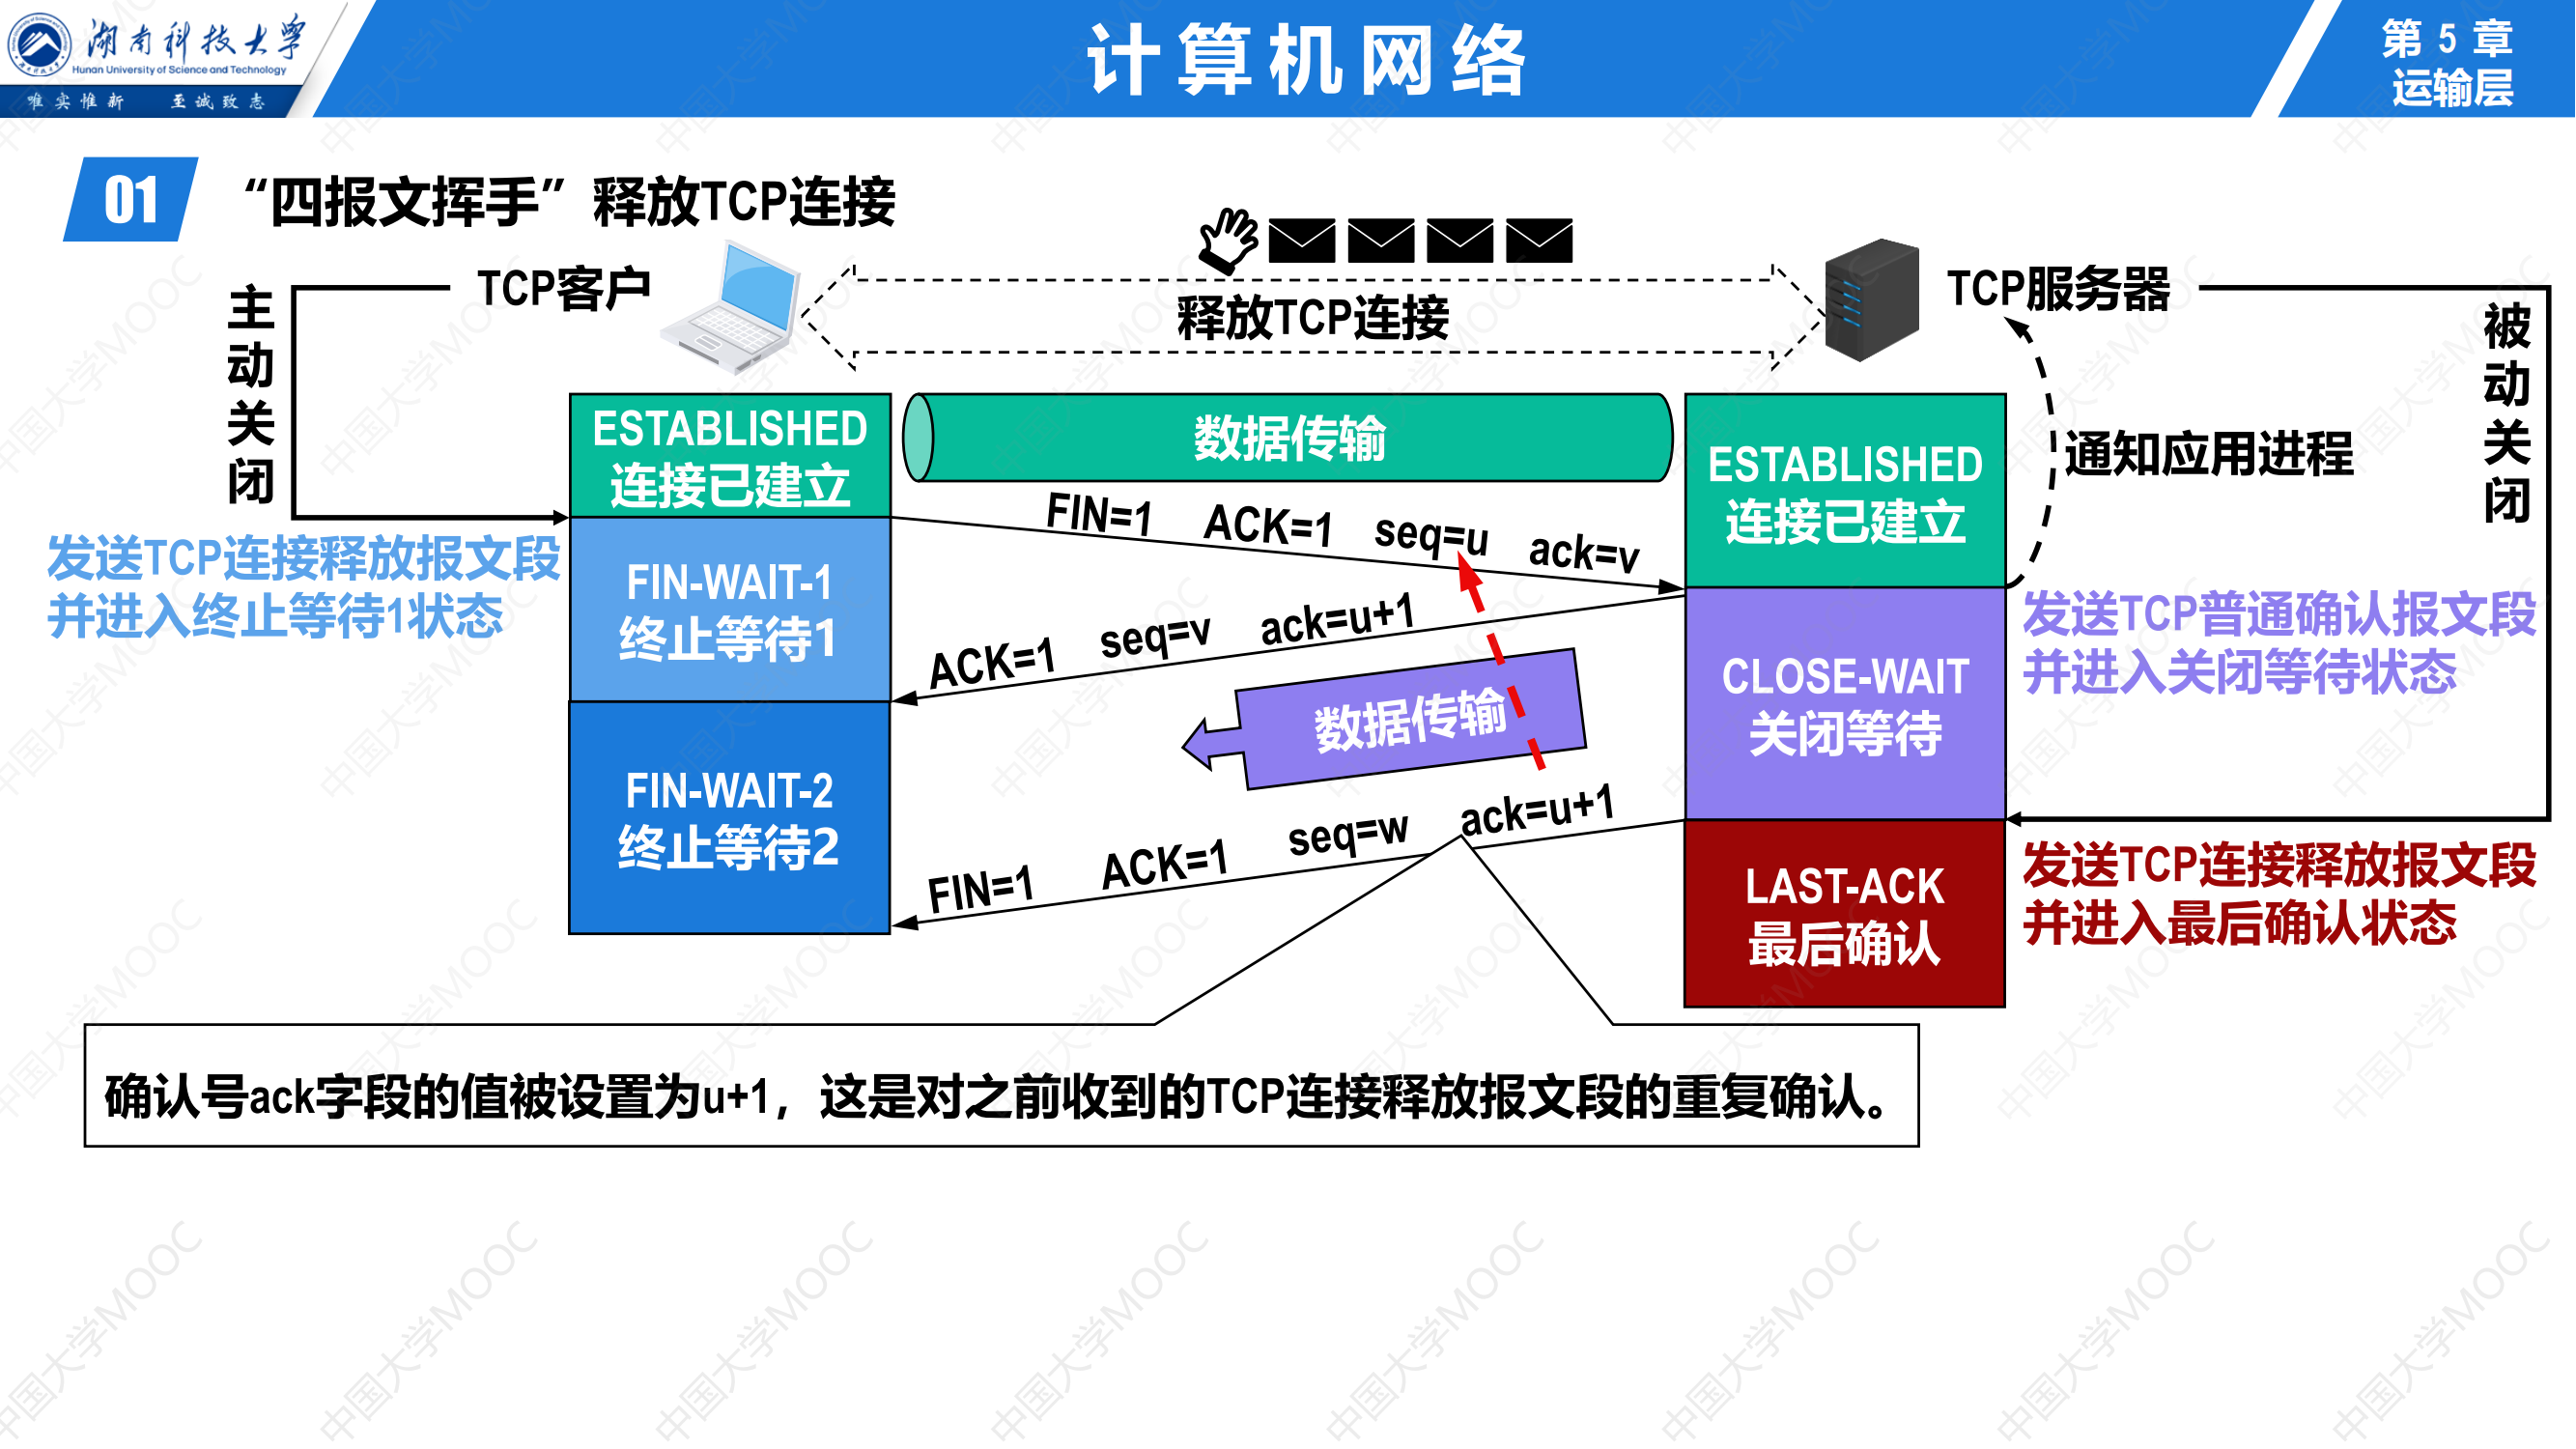 湖南科技大学
Hunan University of Science and Technology
唯实惟新 至诚致志
计算机网络
第 5 章
运输层
01
“四报文挥手”释放TCP连接
TCP客户
释放TCP连接
TCP服务器
主动关闭
被动关闭
ESTABLISHED
连接已建立
数据传输
ESTABLISHED
连接已建立
通知应用进程
FIN=1 ACK=1 seq=u ack=v
发送TCP连接释放报文段
并进入终止等待1状态
FIN-WAIT-1
终止等待1
ACK=1 seq=v ack=u+1
发送TCP普通确认报文段
并进入关闭等待状态
CLOSE-WAIT
关闭等待
数据传输
FIN-WAIT-2
终止等待2
FIN=1 ACK=1 seq=w ack=u+1
LAST-ACK
最后确认
发送TCP连接释放报文段
并进入最后确认状态
确认号ack字段的值被设置为u+1，这是对之前收到的TCP连接释放报文段的重复确认。
中国大学MOOC